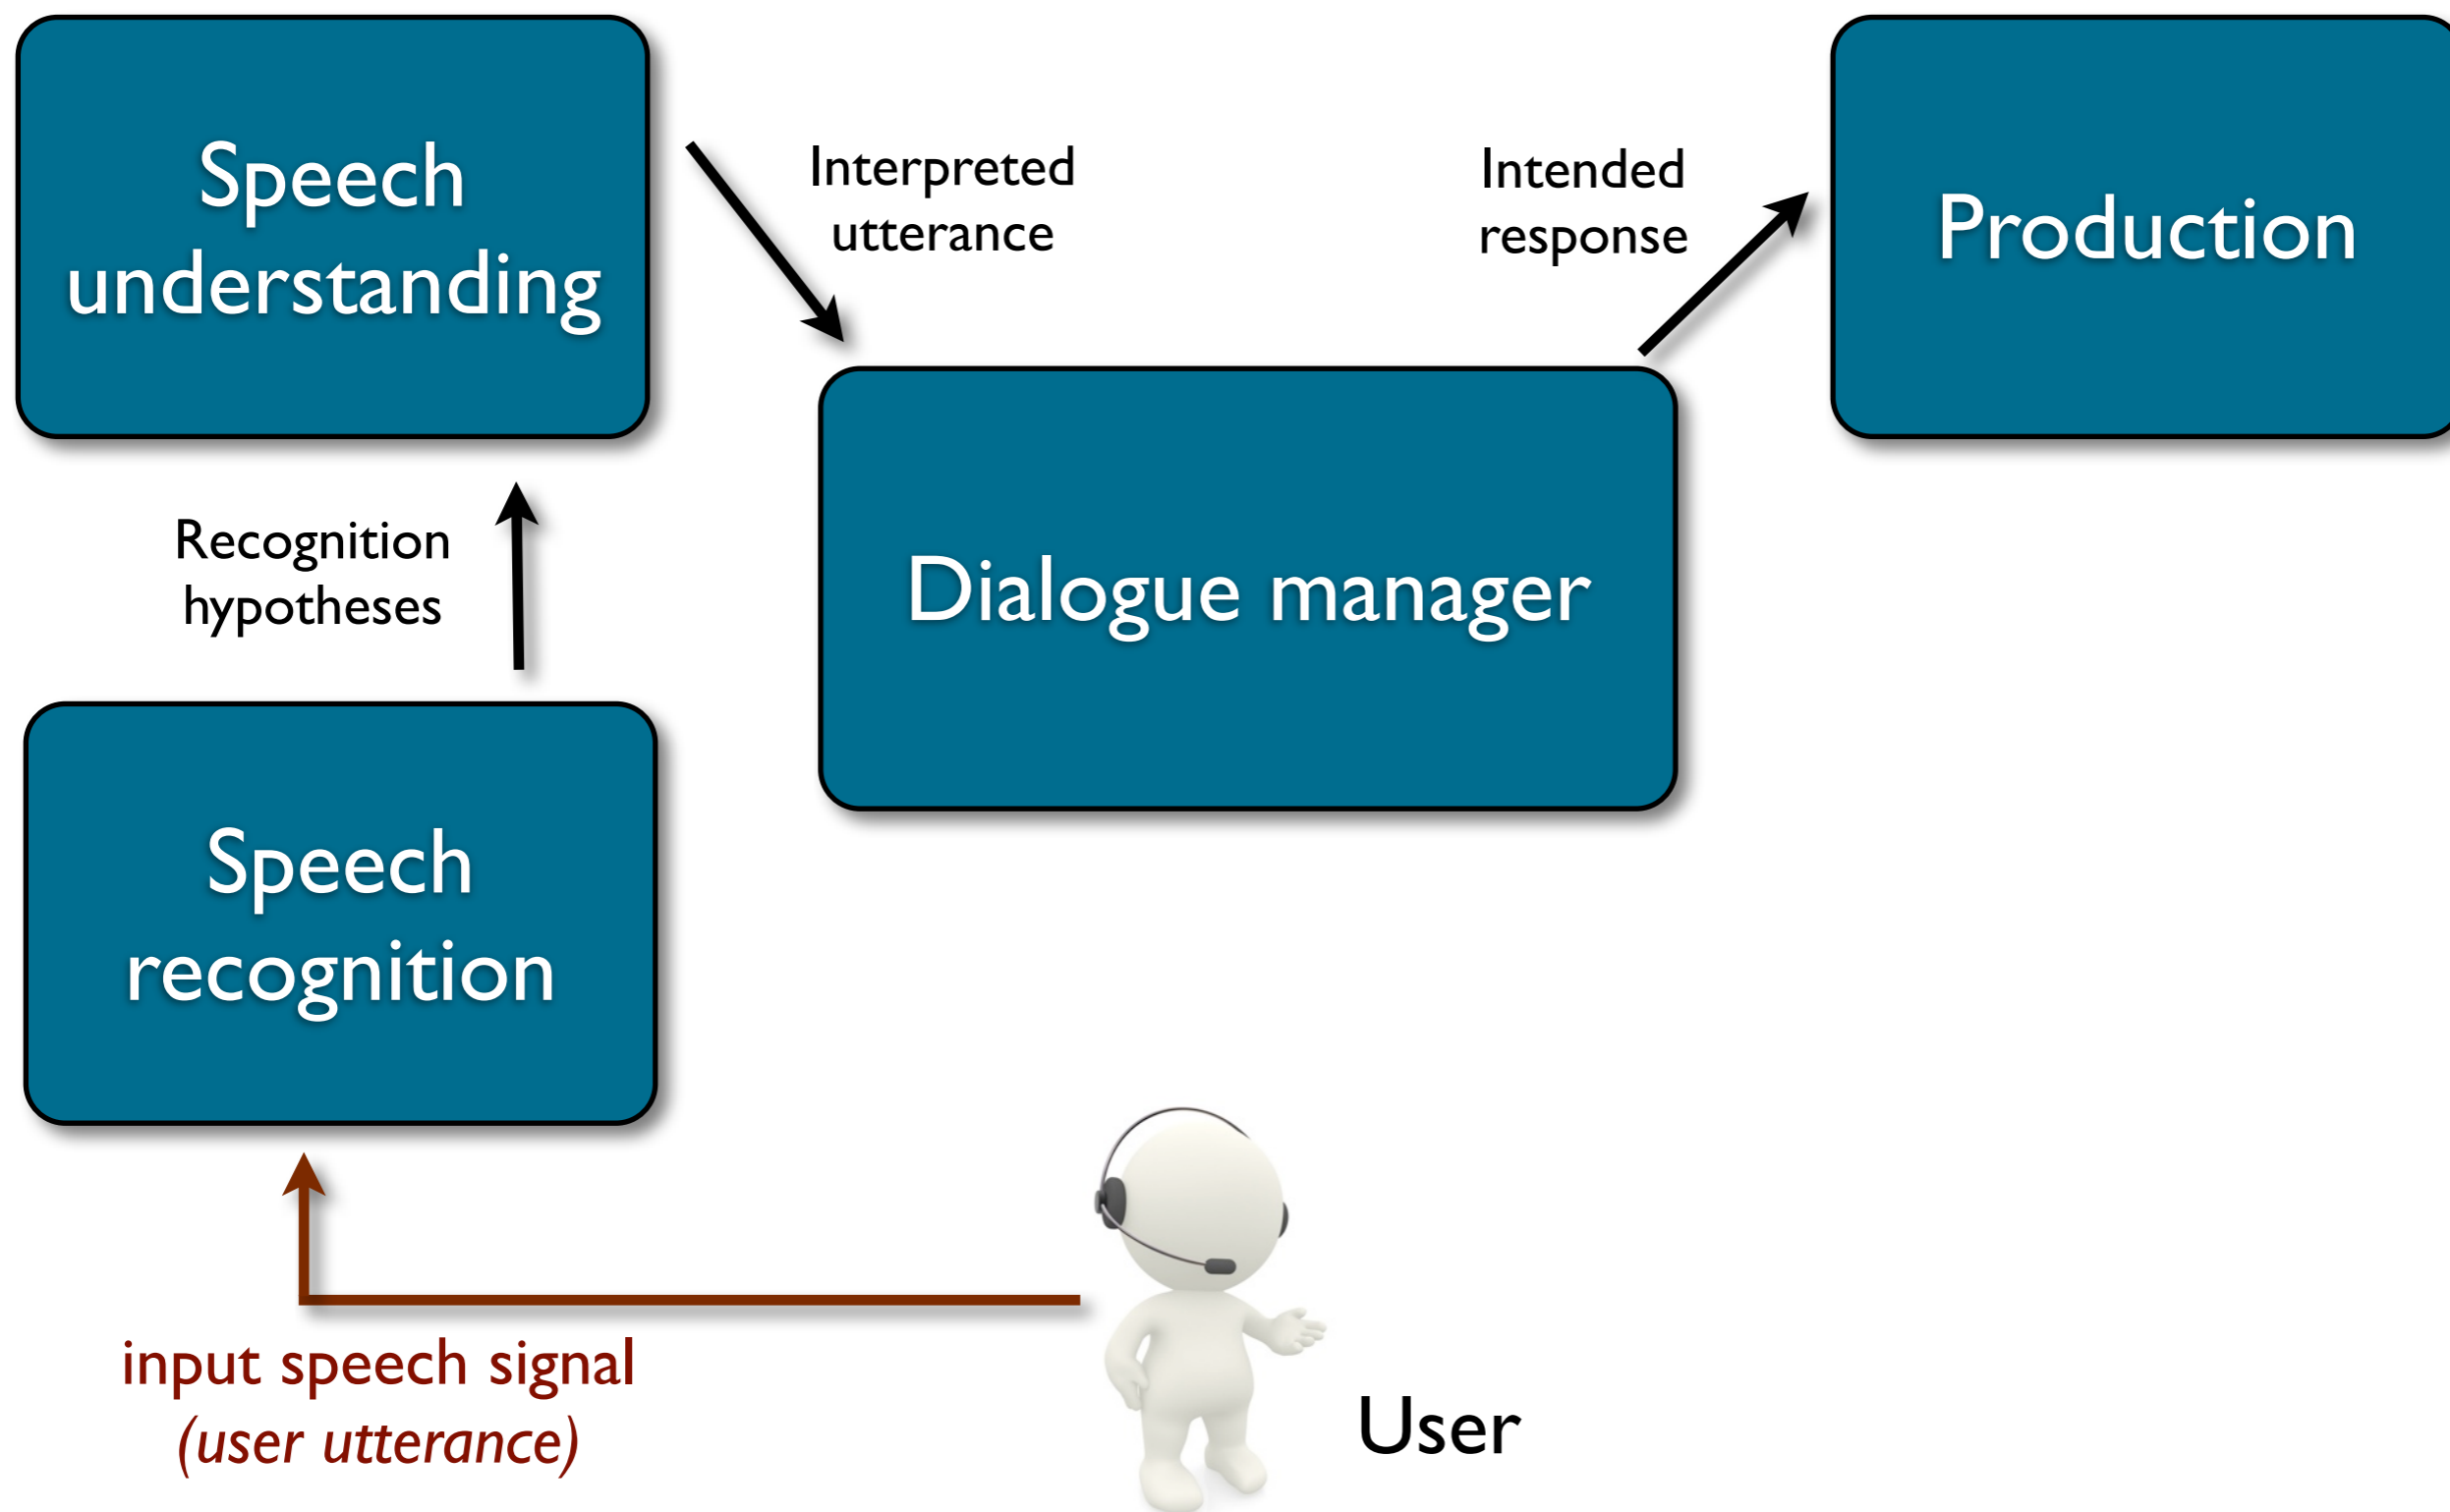 Speech
understanding
Interpreted
utterance
Intended
response
Production
Recognition
hypotheses
Dialogue manager
Speech
recognition
input speech signal
(user utterance)
User